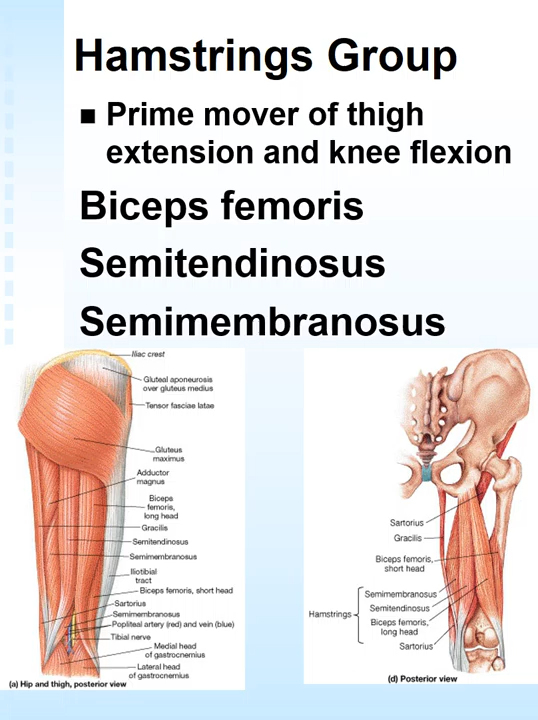 Hamstrings Group
■ Prime mover of thigh
extension and knee flexion
Biceps femoris
Semitendinosus
Semimembranosus
Iliac crest
Gluteal aponeurosis
over gluteus medius
Tensor fasciae latae
Gluteus
maximus
Adductor
magnus
Biceps
femoris,
long head
Gracilis
Semitendinosus
Semimembranosus
Iliotibial
tract
Biceps femoris, short head
Sartorius
Semimembranosus
Popliteal artery (red) and vein (blue)
Tibial nerve
Medial head
of gastrocnemius
Lateral head
of gastrocnemius
(a) Hip and thigh, posterior view
Sartorius
Gracilis
Biceps femoris,
short head
Hamstrings
Semimembranosus
Semitendinosus
Biceps femoris,
long head
Sartorius
(d) Posterior view